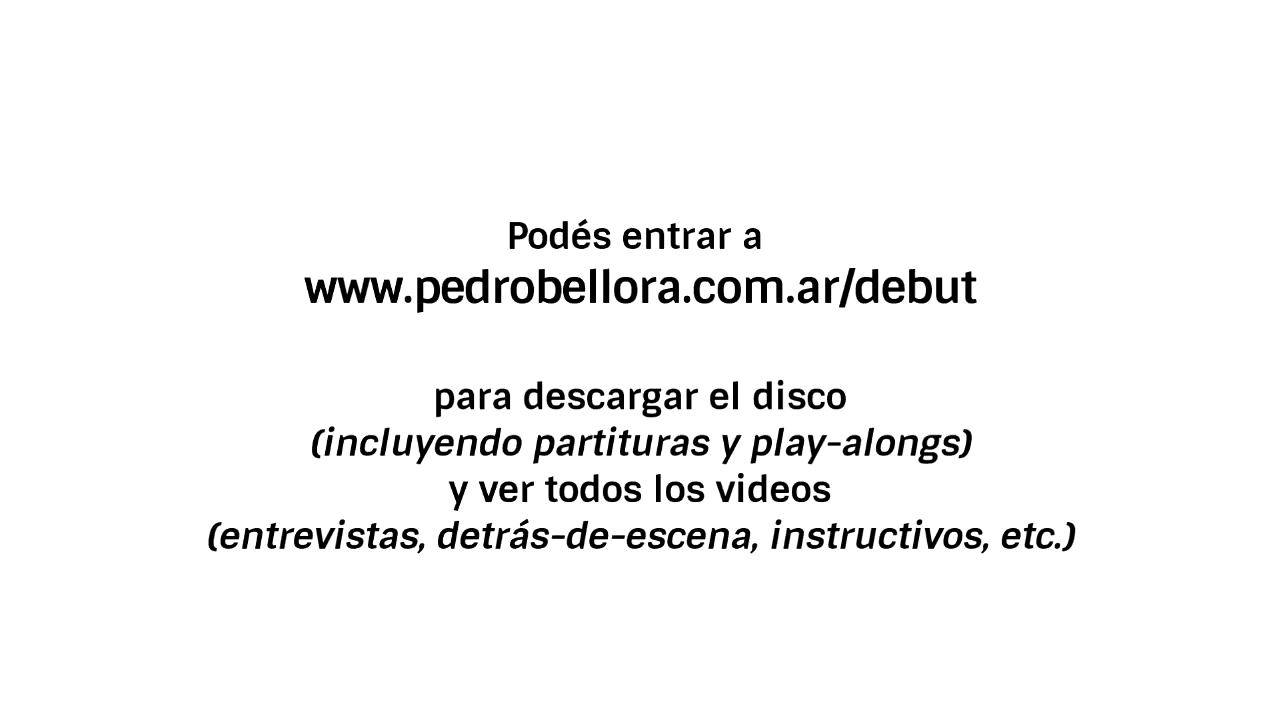 Podés entrar a
www.pedrobellora.com.ar/debut
para descargar el disco
(incluyendo partituras y play-alongs)
y ver todos los videos
(entrevistas, detrás-de-escena, instructivos, etc.)